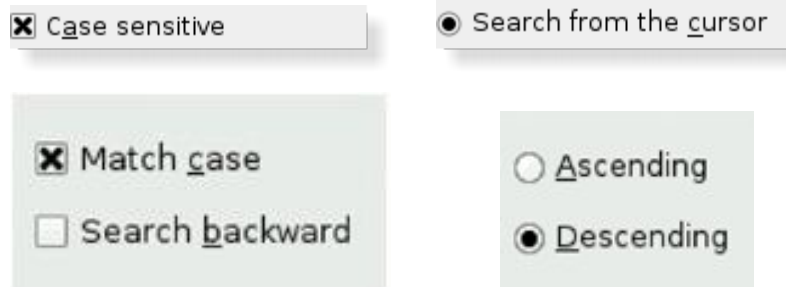 Case sensitive
Search from the cursor
Match case
Search backward
Ascending
Descending